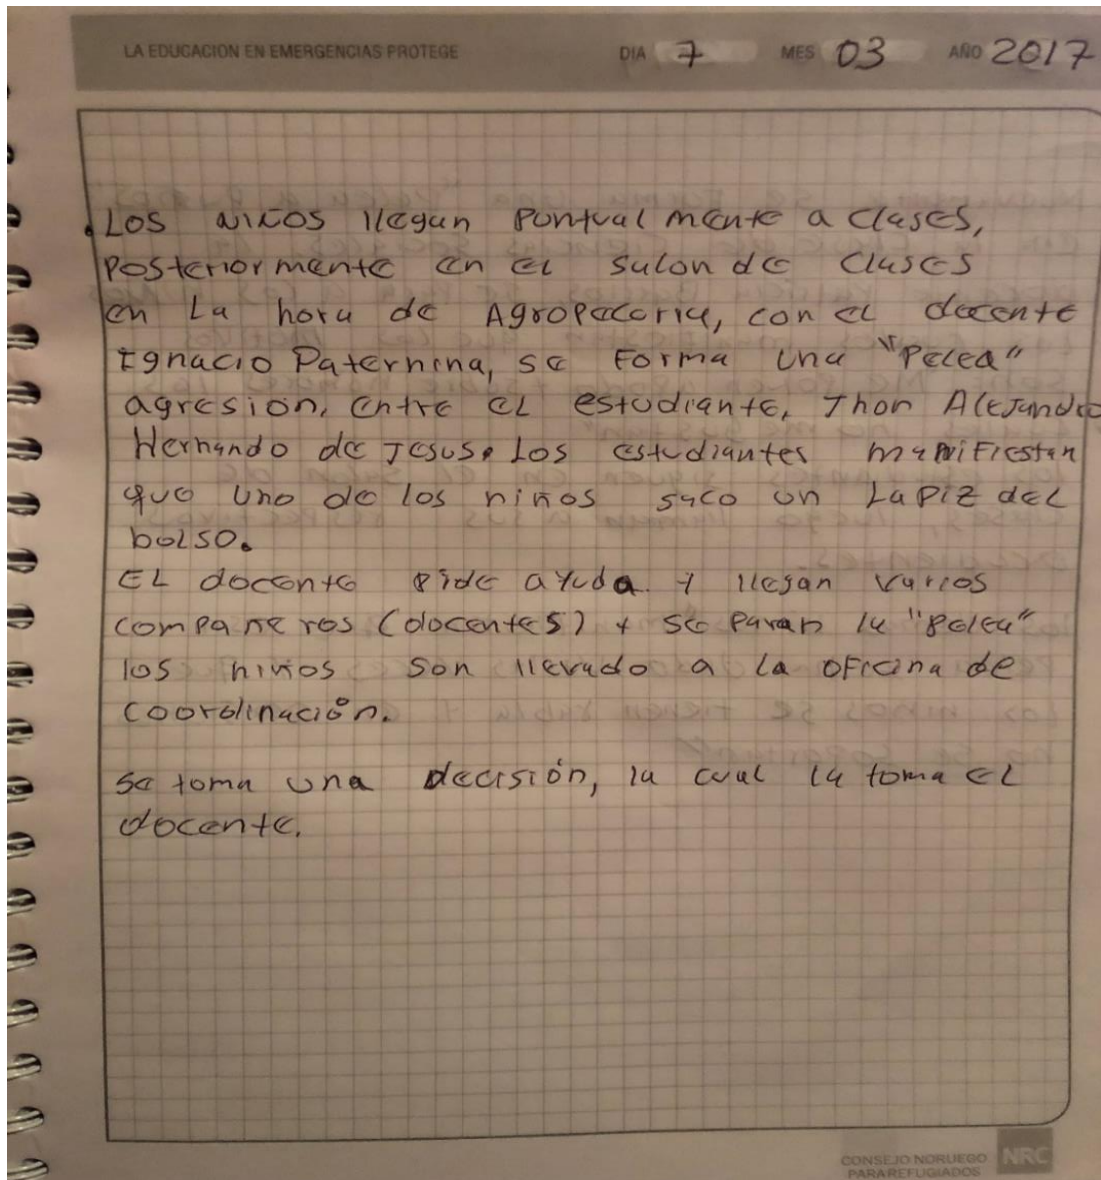 LA EDUCACION EN EMERGENCIAS PROTEGE DIA 7 MES 03 AÑO 2017
. Los niños llegan puntual mente a clases,
Posteriormente en el salon de clases
en La hora de Agropecaria, con el docente
Ignacio Paternina, se Forma una "Pelea"
agresion, entre el estudiante, Jhon Alejandro
Hernando de Jesus. Los estudiantes manifiestan
que uno de los niños saco un Lapiz del
bolso.
EL docente pide ayuda y llegan varios
compañeros (docentes) y se paran la "Pelea"
los niños son llevado a la oficina de
coordinación.
Se toma una decisión, la cual la toma el
docente.
CONSEJO NORUEGO
PARA REFUGIADOS
NRC